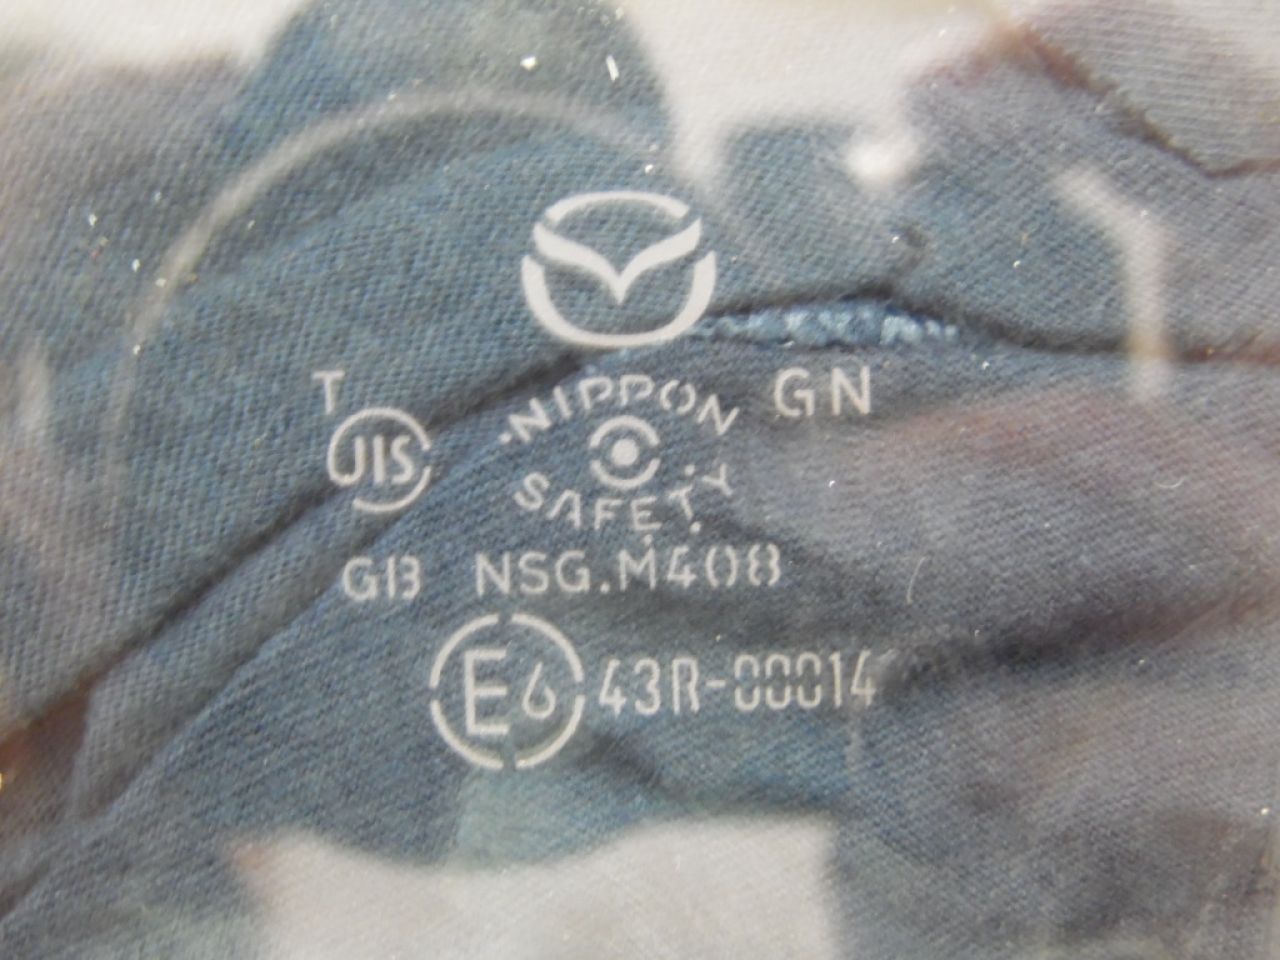 T
JIS
NIPPON
SAFETY
GN
GB NSG.M408
E6 43R-00014